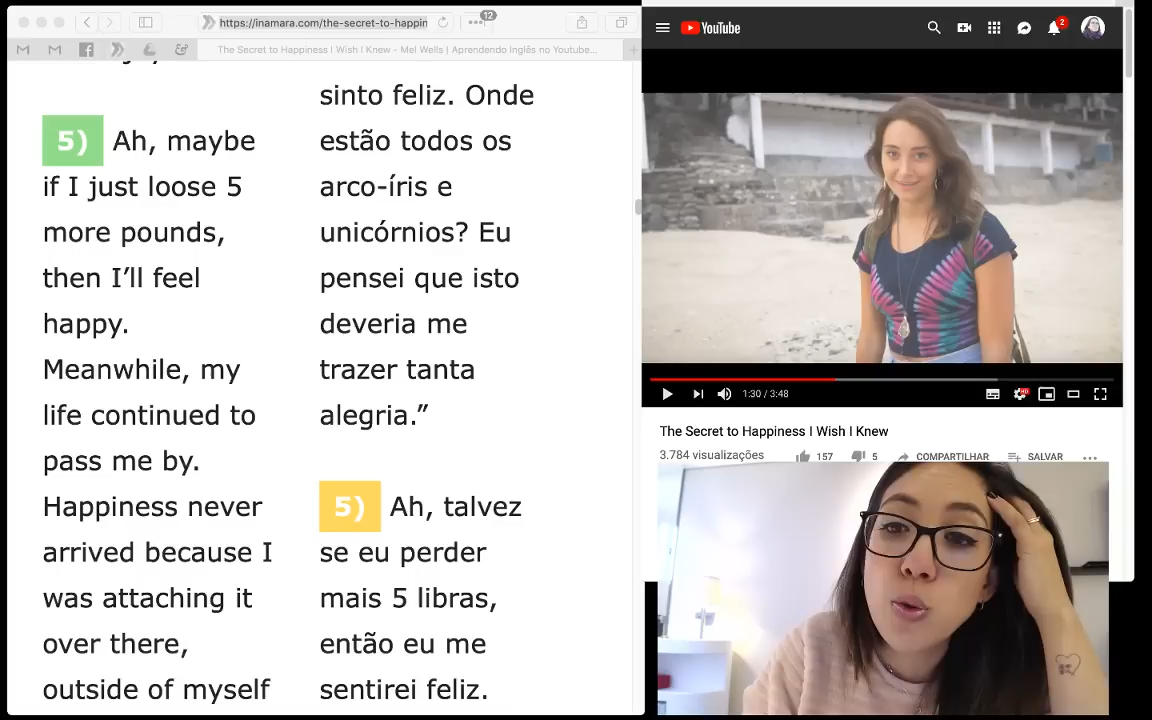 https://inamara.com/the-secret-to-happin
12
The Secret to Happiness I Wish I Knew - Mel Wells | Aprendendo Inglês no Youtube...
5) Ah, maybe
if I just loose 5
more pounds,
then I'll feel
happy.
Meanwhile, my
life continued to
pass me by.
Happiness never
arrived because I
was attaching it
over there,
outside of myself
sinto feliz. Onde
estão todos os
arco-íris e
unicórnios? Eu
pensei que isto
deveria me
trazer tanta
alegria.”
5) Ah, talvez
se eu perder
mais 5 libras,
então eu me
sentirei feliz.
YouTube
2
HD
1:30 / 3:48
The Secret to Happiness I Wish I Knew
3.784 visualizações
157
5
COMPARTILHAR
SALVAR